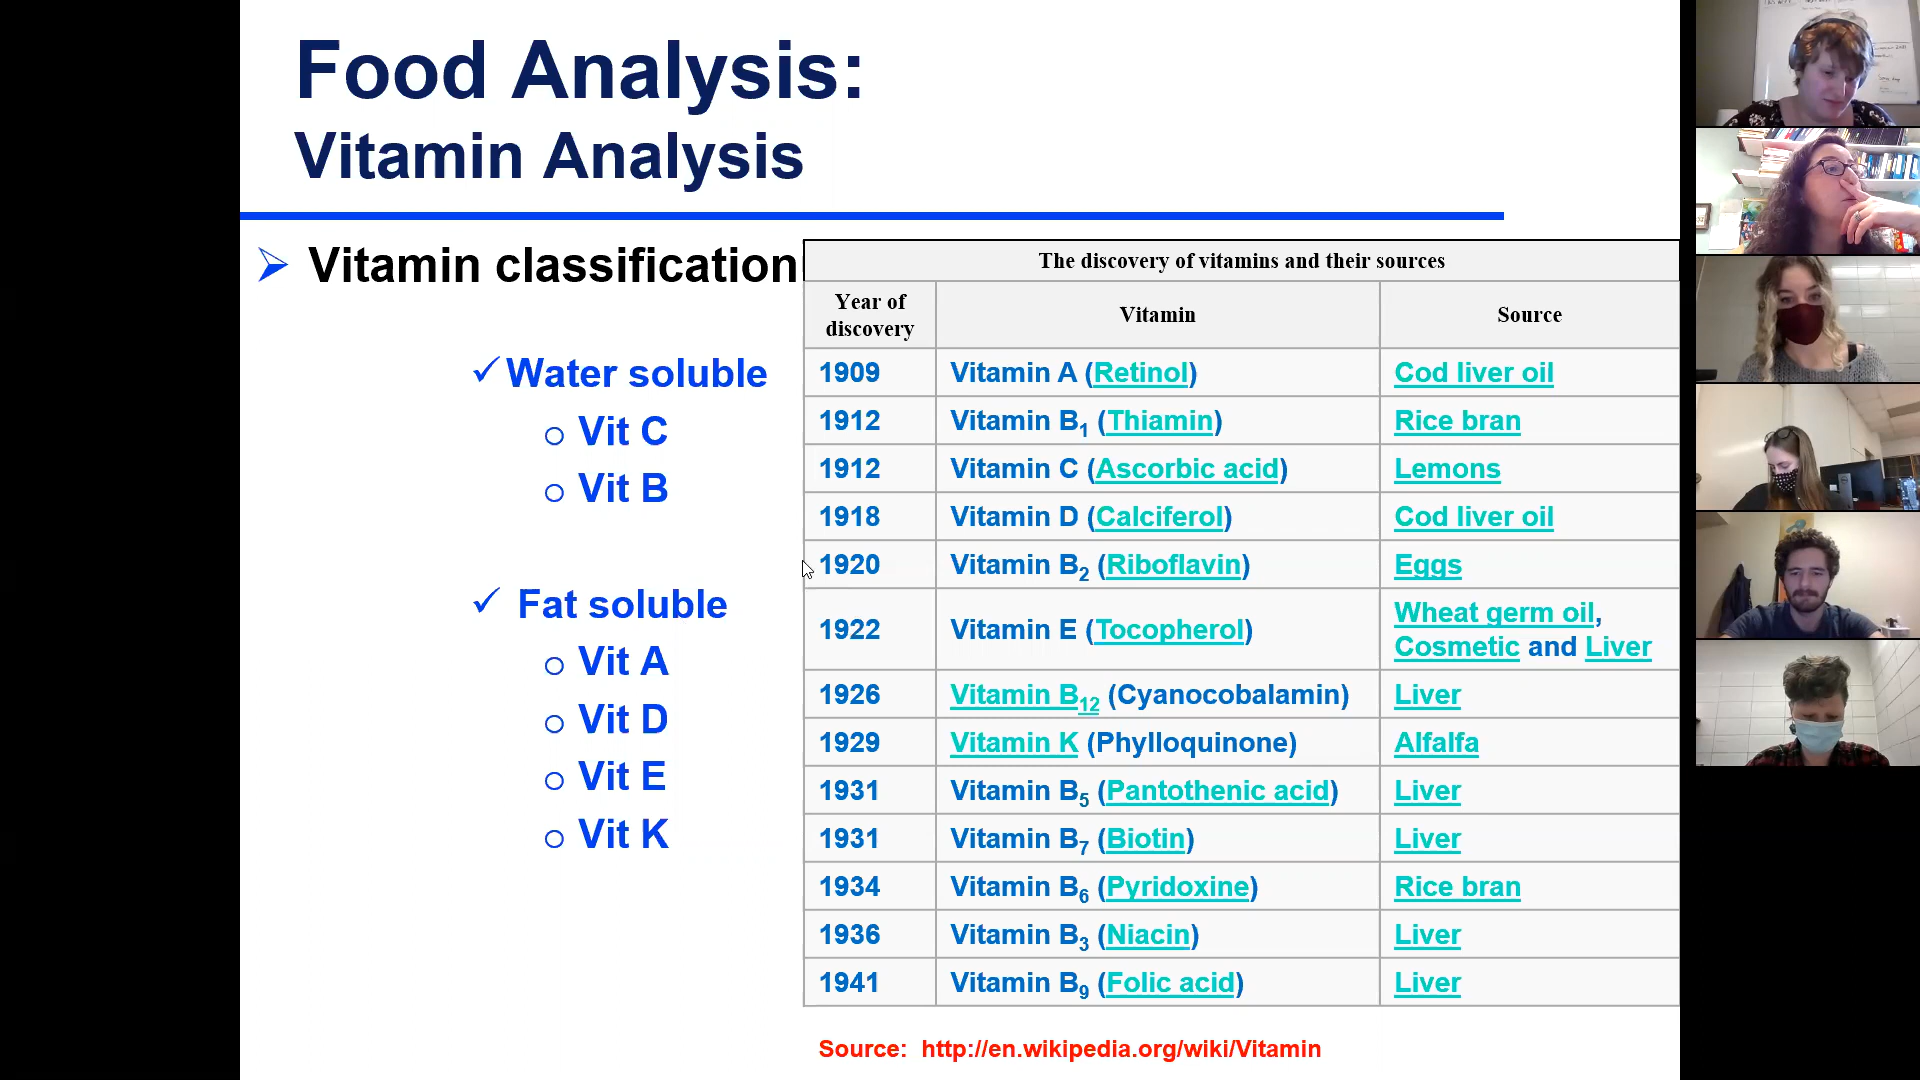 Food Analysis:
Vitamin Analysis
Vitamin classification
Water soluble
Vit C
Vit B
Fat soluble
Vit A
Vit D
Vit E
Vit K
The discovery of vitamins and their sources
Year of discovery Vitamin Source
1909 Vitamin A (Retinol) Cod liver oil
1912 Vitamin B1 (Thiamin) Rice bran
1912 Vitamin C (Ascorbic acid) Lemons
1918 Vitamin D (Calciferol) Cod liver oil
1920 Vitamin B2 (Riboflavin) Eggs
1922 Vitamin E (Tocopherol) Wheat germ oil, Cosmetic and Liver
1926 Vitamin B12 (Cyanocobalamin) Liver
1929 Vitamin K (Phylloquinone) Alfalfa
1931 Vitamin B5 (Pantothenic acid) Liver
1931 Vitamin B7 (Biotin) Liver
1934 Vitamin B6 (Pyridoxine) Rice bran
1936 Vitamin B3 (Niacin) Liver
1941 Vitamin B9 (Folic acid) Liver
Source: http://en.wikipedia.org/wiki/Vitamin